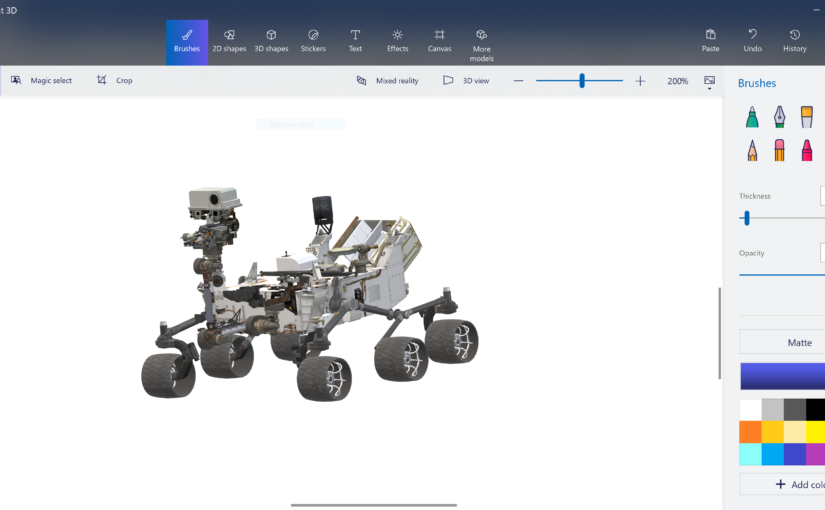 t 3D
Brushes
2D shapes
3D shapes
Stickers
Text
Effects
Canvas
More
models
Paste
Undo
History
Magic select
Crop
Mixed reality
3D view
200%
Brushes
Thickness
Opacity
Matte
Add colo